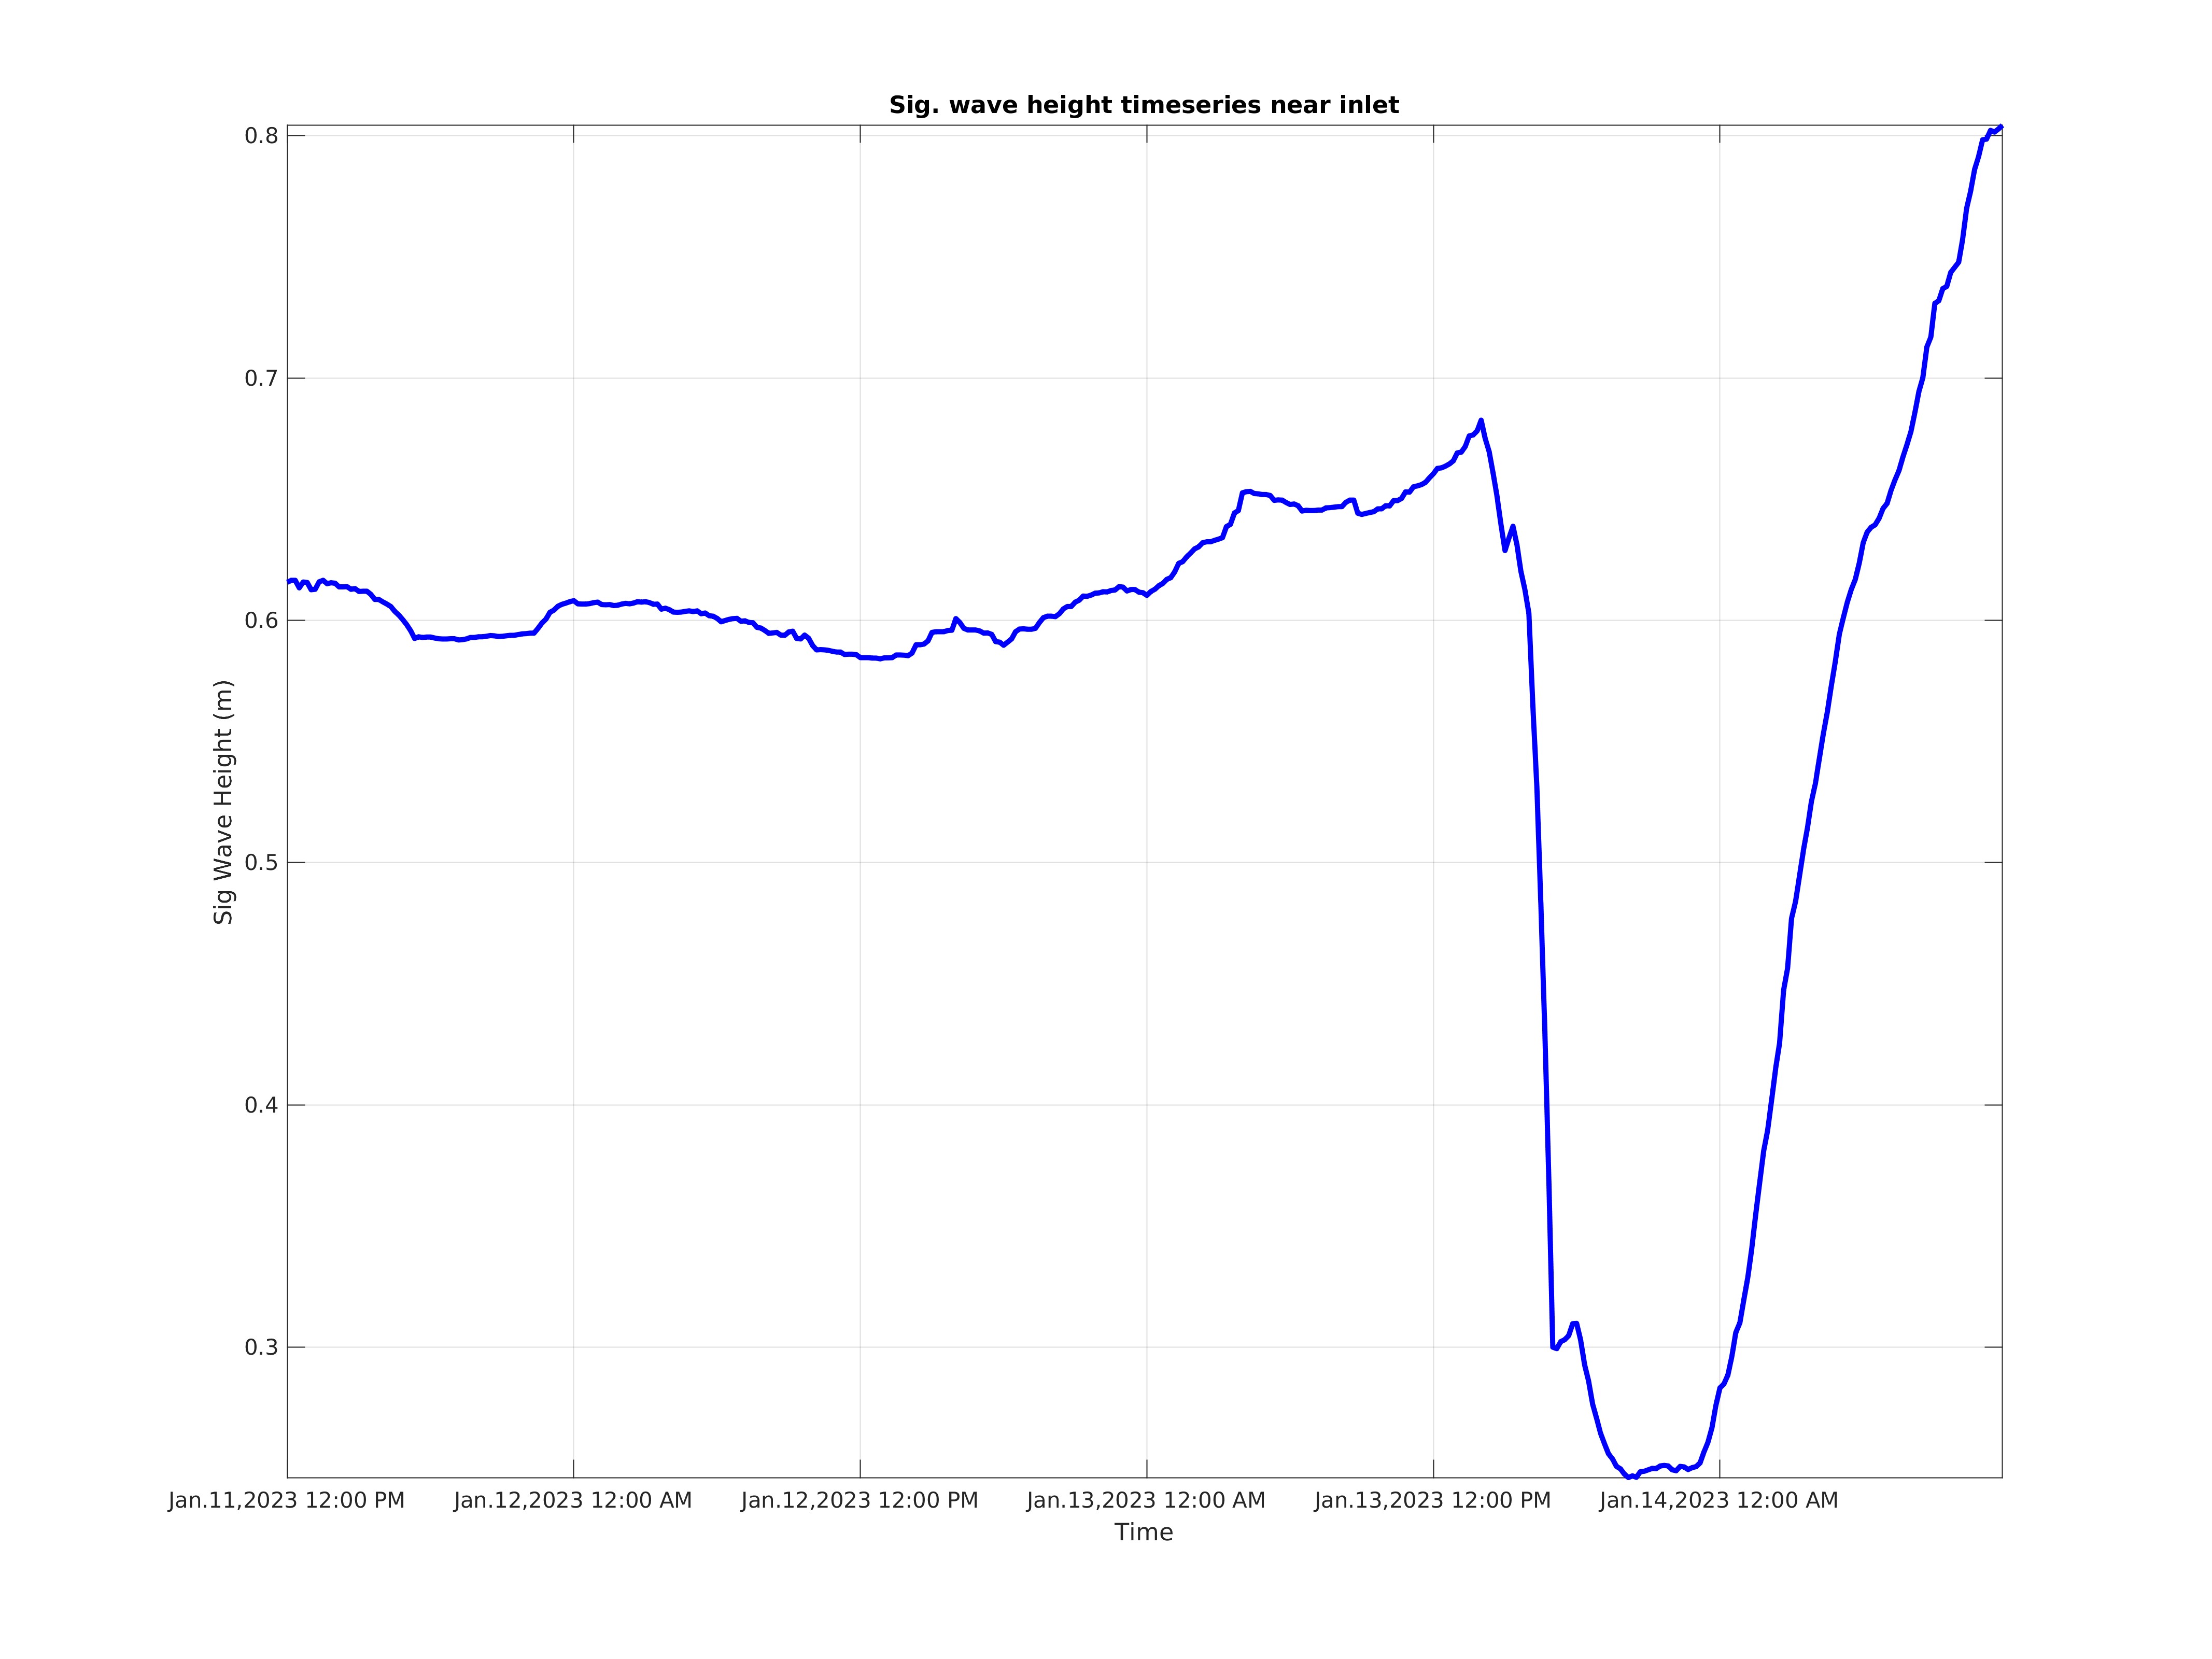 Sig. wave height timeseries near inlet
0.8
0.7
0.6
0.5
0.4
0.3
Sig Wave Height (m)
Jan.11,2023 12:00 PM Jan.12,2023 12:00 AM Jan.12,2023 12:00 PM Jan.13,2023 12:00 AM Jan.13,2023 12:00 PM Jan.14,2023 12:00 AM
Time